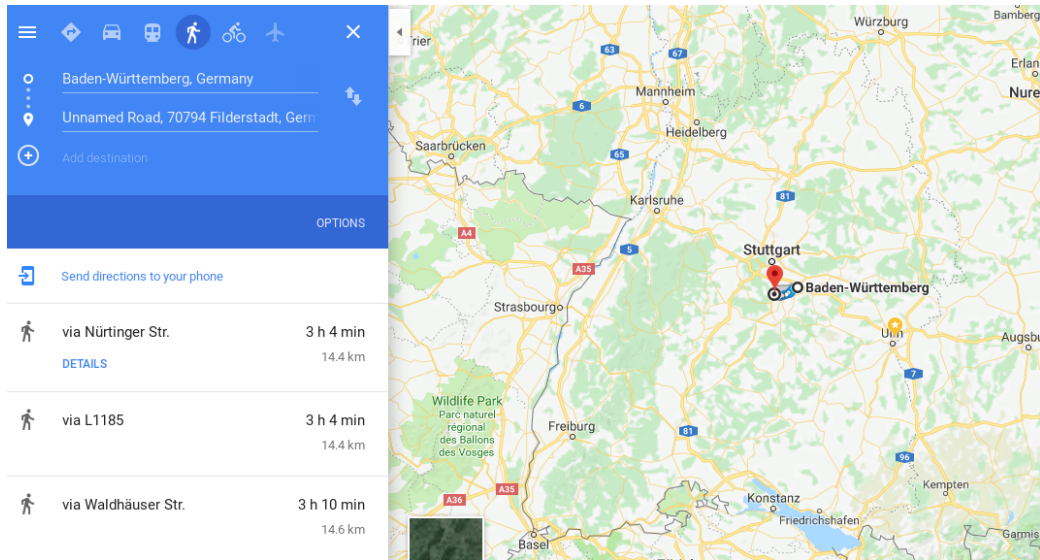 Baden-Württemberg, Germany
Unnamed Road, 70794 Filderstadt, Germ
Add destination
OPTIONS
Send directions to your phone
via Nürtinger Str.
3 h 4 min
DETAILS
14.4 km
via L1185
3 h 4 min
14.4 km
via Waldhäuser Str.
3 h 10 min
14.6 km
Würzburg
Bamberg
Trier
63
67
Erlan
Mannheim
Nure
6
Heidelberg
Saarbrücken
65
Karlsruhe
81
A4
5
Stuttgart
A35
Baden-Württemberg
Strasbourg
Ulm
Augsbu
7
Wildlife Park
Parc naturel
régional
des Ballons
des Vosges
Freiburg
81
96
Kempten
A35
A36
Konstanz
Friedrichshafen
Basel
Garmis